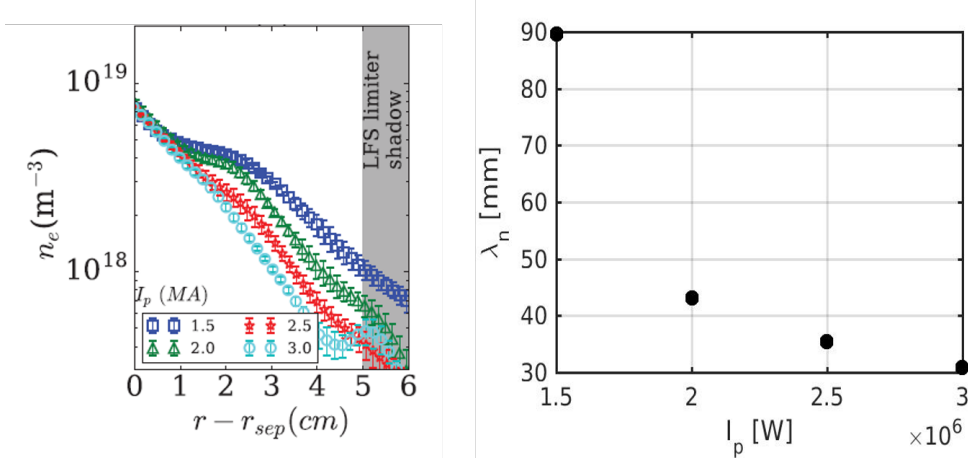 10^19
10^18
n_e(m^−3)
LFS limiter
shadow
I_p (MA)
1.5 2.5
2.0 3.0
0 1 2 3 4 5 6
r − r_sep(cm)
90
80
70
60
50
40
30
λ_n [mm]
1.5 2 2.5 3
I_p [W]
×10^6